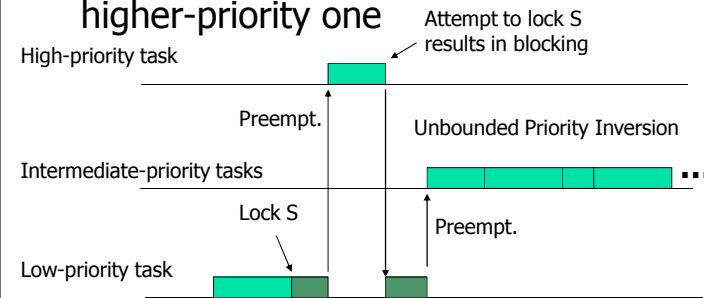 higher-priority one
Attempt to lock S
results in blocking
High-priority task
Preempt.
Unbounded Priority Inversion
Intermediate-priority tasks
...
Lock S
Preempt.
Low-priority task